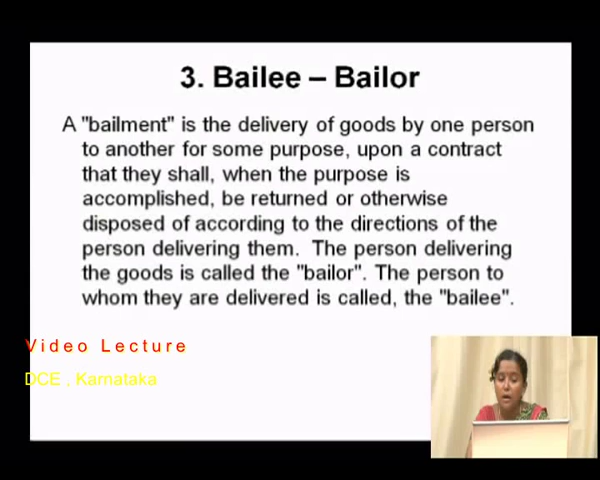 3. Bailee – Bailor
A "bailment" is the delivery of goods by one person
to another for some purpose, upon a contract
that they shall, when the purpose is
accomplished, be returned or otherwise
disposed of according to the directions of the
person delivering them.  The person delivering
the goods is called the "bailor". The person to
whom they are delivered is called, the "bailee".
Video Lecture
DCE , Karnataka